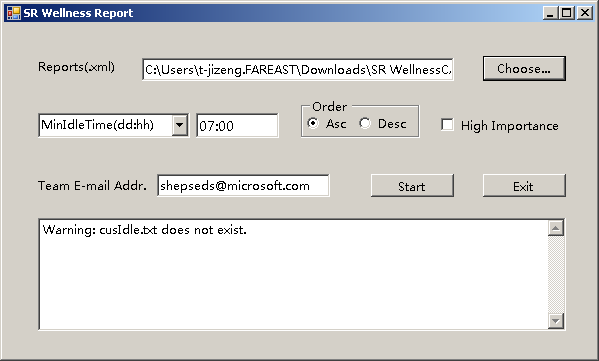 SR Wellness Report
Reports(.xml)
C:\Users\t-jizeng.FAREAST\Downloads\SR WellnessC
Choose...
MinIdleTime(dd:hh)
07:00
Order
Asc
Desc
High Importance
Team E-mail Addr.
shepseds@microsoft.com
Start
Exit
Warning: cusIdle.txt does not exist.